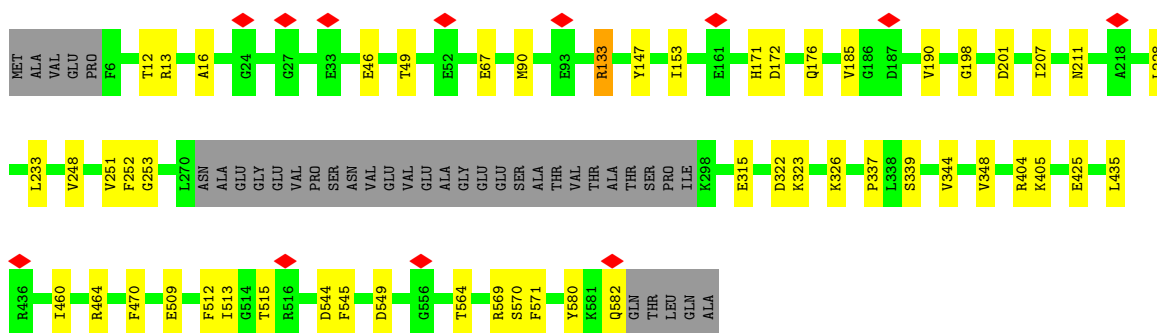 MET ALA VAL GLU PRO F6 T12 R13 A16 G24 G27 E33 E46 T49 E52 E67 M90 E93 R133 Y147 I153 E161 H171 D172 Q176 V185 G186 D187 V190 G198 D201 I207 N211 A218
L233 V248 V251 F252 G253 L270 ASN ALA GLU GLY GLU VAL PRO SER ASN VAL GLU VAL GLU ALA GLY GLU GLU SER ALA THR VAL THR ALA THR SER PRO ILE K298 E315 D322 K323 K326 P337 L338 S339 V344 V348 R404 K405 E425 L435
R436 I460 R464 F470 E509 F512 I513 G514 T515 R516 D544 F545 D549 G556 T564 R569 S570 F571 Y580 K581 Q582 GLN THR LEU GLN ALA